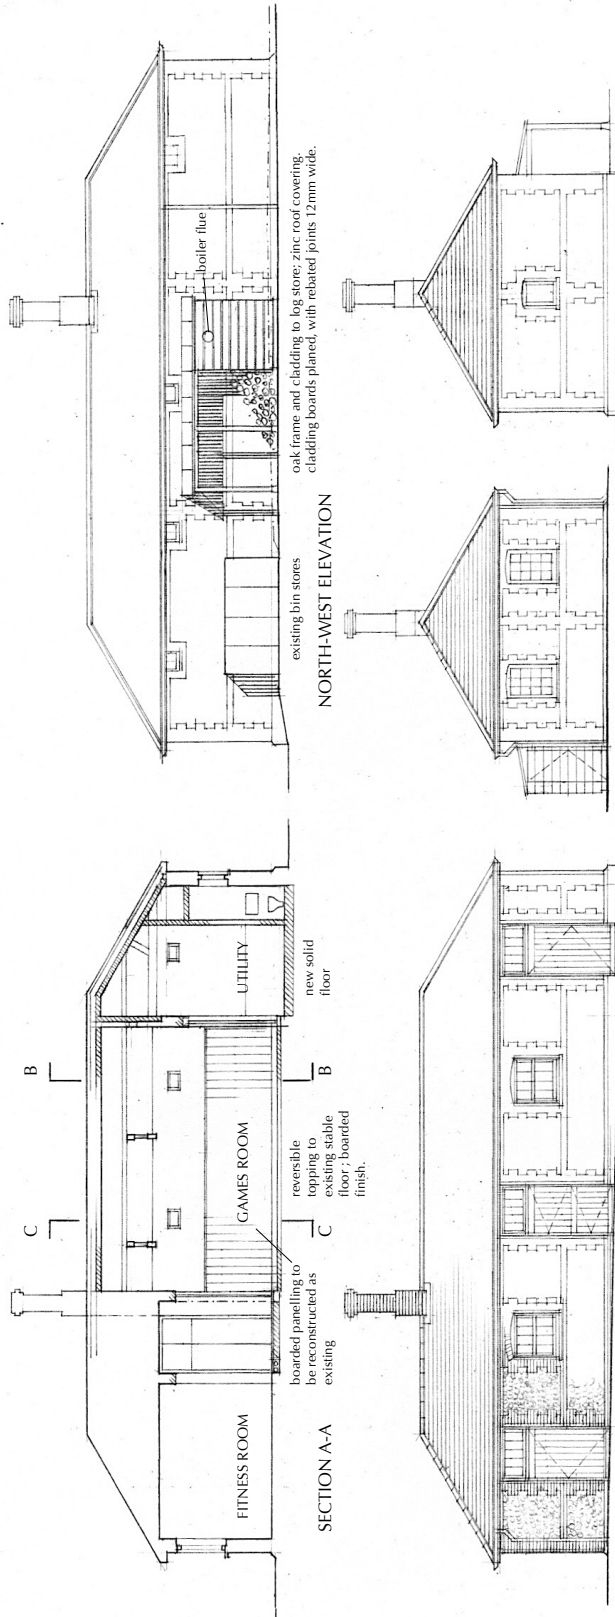 B
C
UTILITY
GAMES ROOM
FITNESS ROOM
B
C
new solid
floor
reversible
topping to
existing stable
floor ; boarded
finish.
boarded panelling to
be reconstructed as
existing
SECTION A-A
boiler flue
oak frame and cladding to log store; zinc roof covering.
cladding boards planed, with rebated joints 12mm wide.
existing bin stores
NORTH-WEST ELEVATION